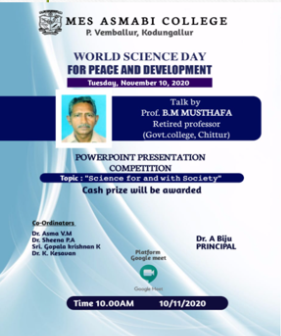 MES ASMABI COLLEGE
P. Vemballur, Kodungallur
WORLD SCIENCE DAY
FOR PEACE AND DEVELOPMENT
Tuesday, November 10, 2020
Talk by
Prof. B.M MUSTHAFA
Retired professor
(Govt.college, Chittur)
POWERPOINT PRESENTATION
COMPETITION
Topic : "Science for and with Society"
Cash prize will be awarded
Co-Ordinators
Dr. Asma V.M
Dr. Sheena P.A
Sri. Gopala krishnan K
Dr. K. Kesavan
Platform
Google meet
Google Meet
Dr. A Biju
PRINCIPAL
Time 10.00AM 10/11/2020